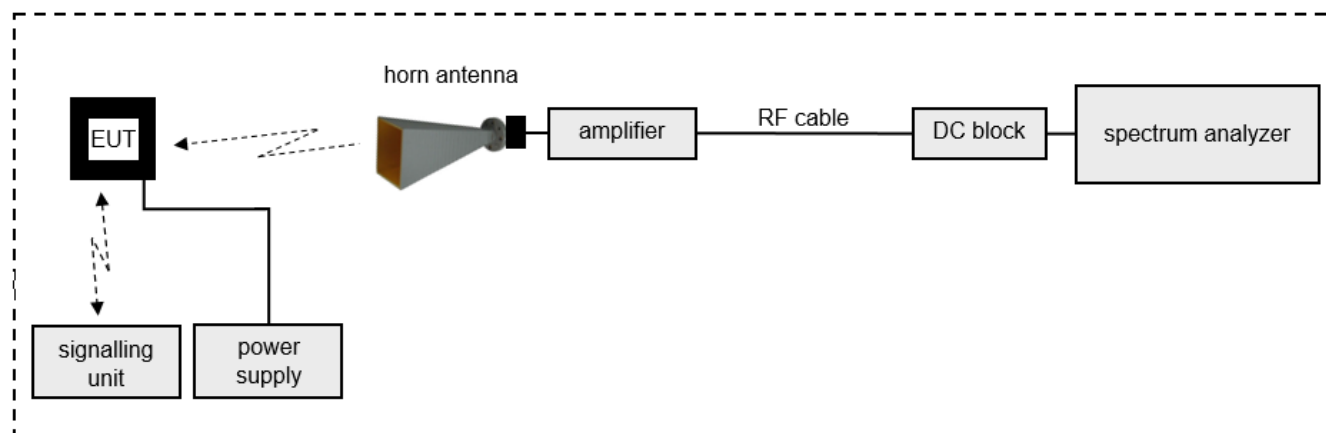 horn antenna
EUT
amplifier
RF cable
DC block
spectrum analyzer
signalling
unit
power
supply